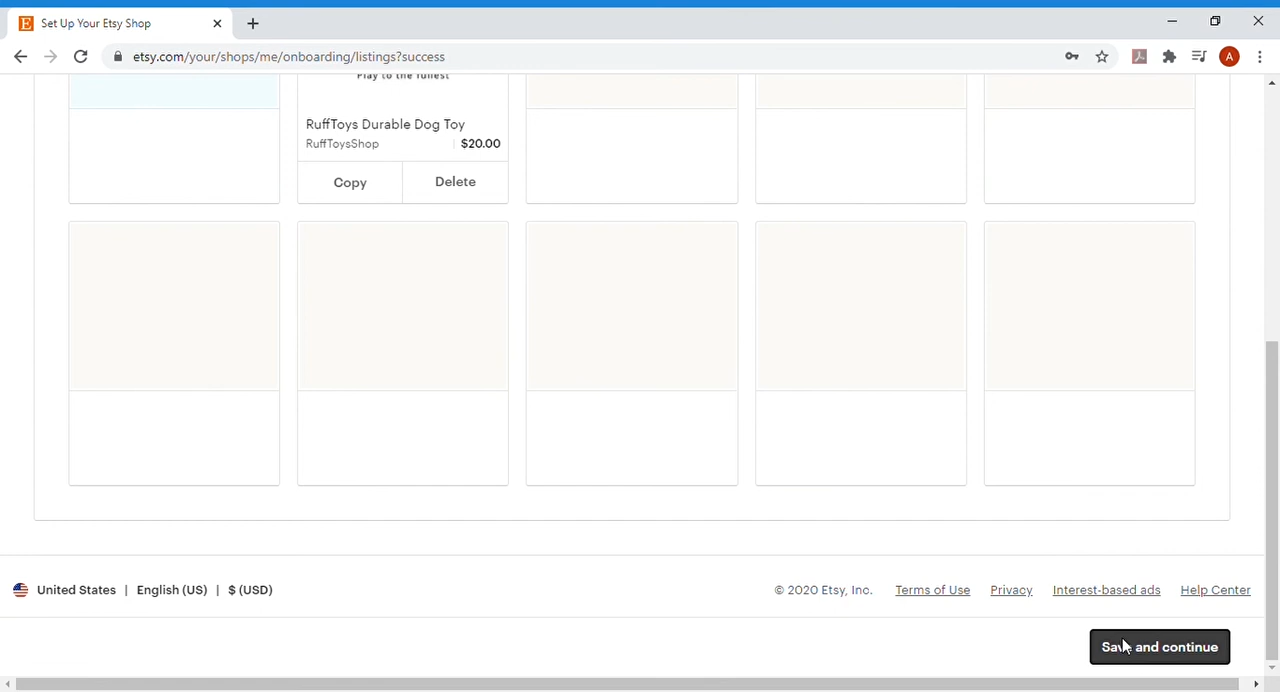 Set Up Your Etsy Shop
etsy.com/your/shops/me/onboarding/listings?success
A
Play to the fullest
RuffToys Durable Dog Toy
RuffToysShop $20.00
Copy Delete
United States | English (US) | $ (USD) © 2020 Etsy, Inc. Terms of Use Privacy Interest-based ads Help Center
Save and continue